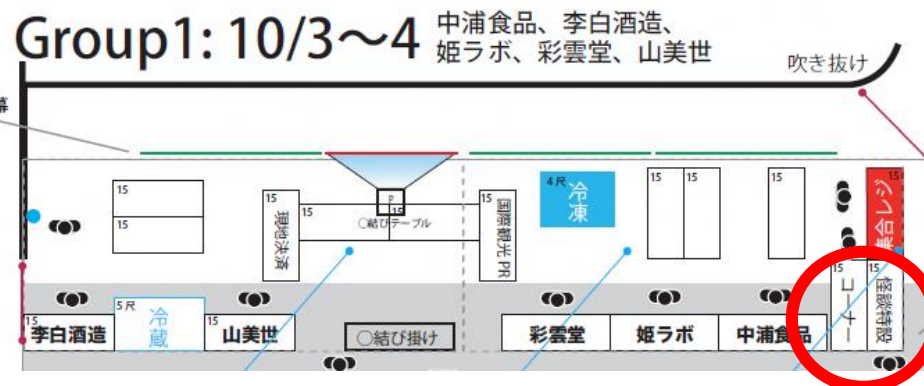 Group1: 10/3～4
中浦食品、李白酒造、
姫ラボ、彩雲堂、山美世
吹き抜け
幕
15
15
15
現地決済
15
P
15
○結びテーブル
15
国際観光PR
4尺
冷凍
15
15
15
15
集合レジ
15
コーナー
15
怪談特設
15
李白酒造
5尺
冷蔵
15
山美世
○結び掛け
彩雲堂
姫ラボ
中浦食品